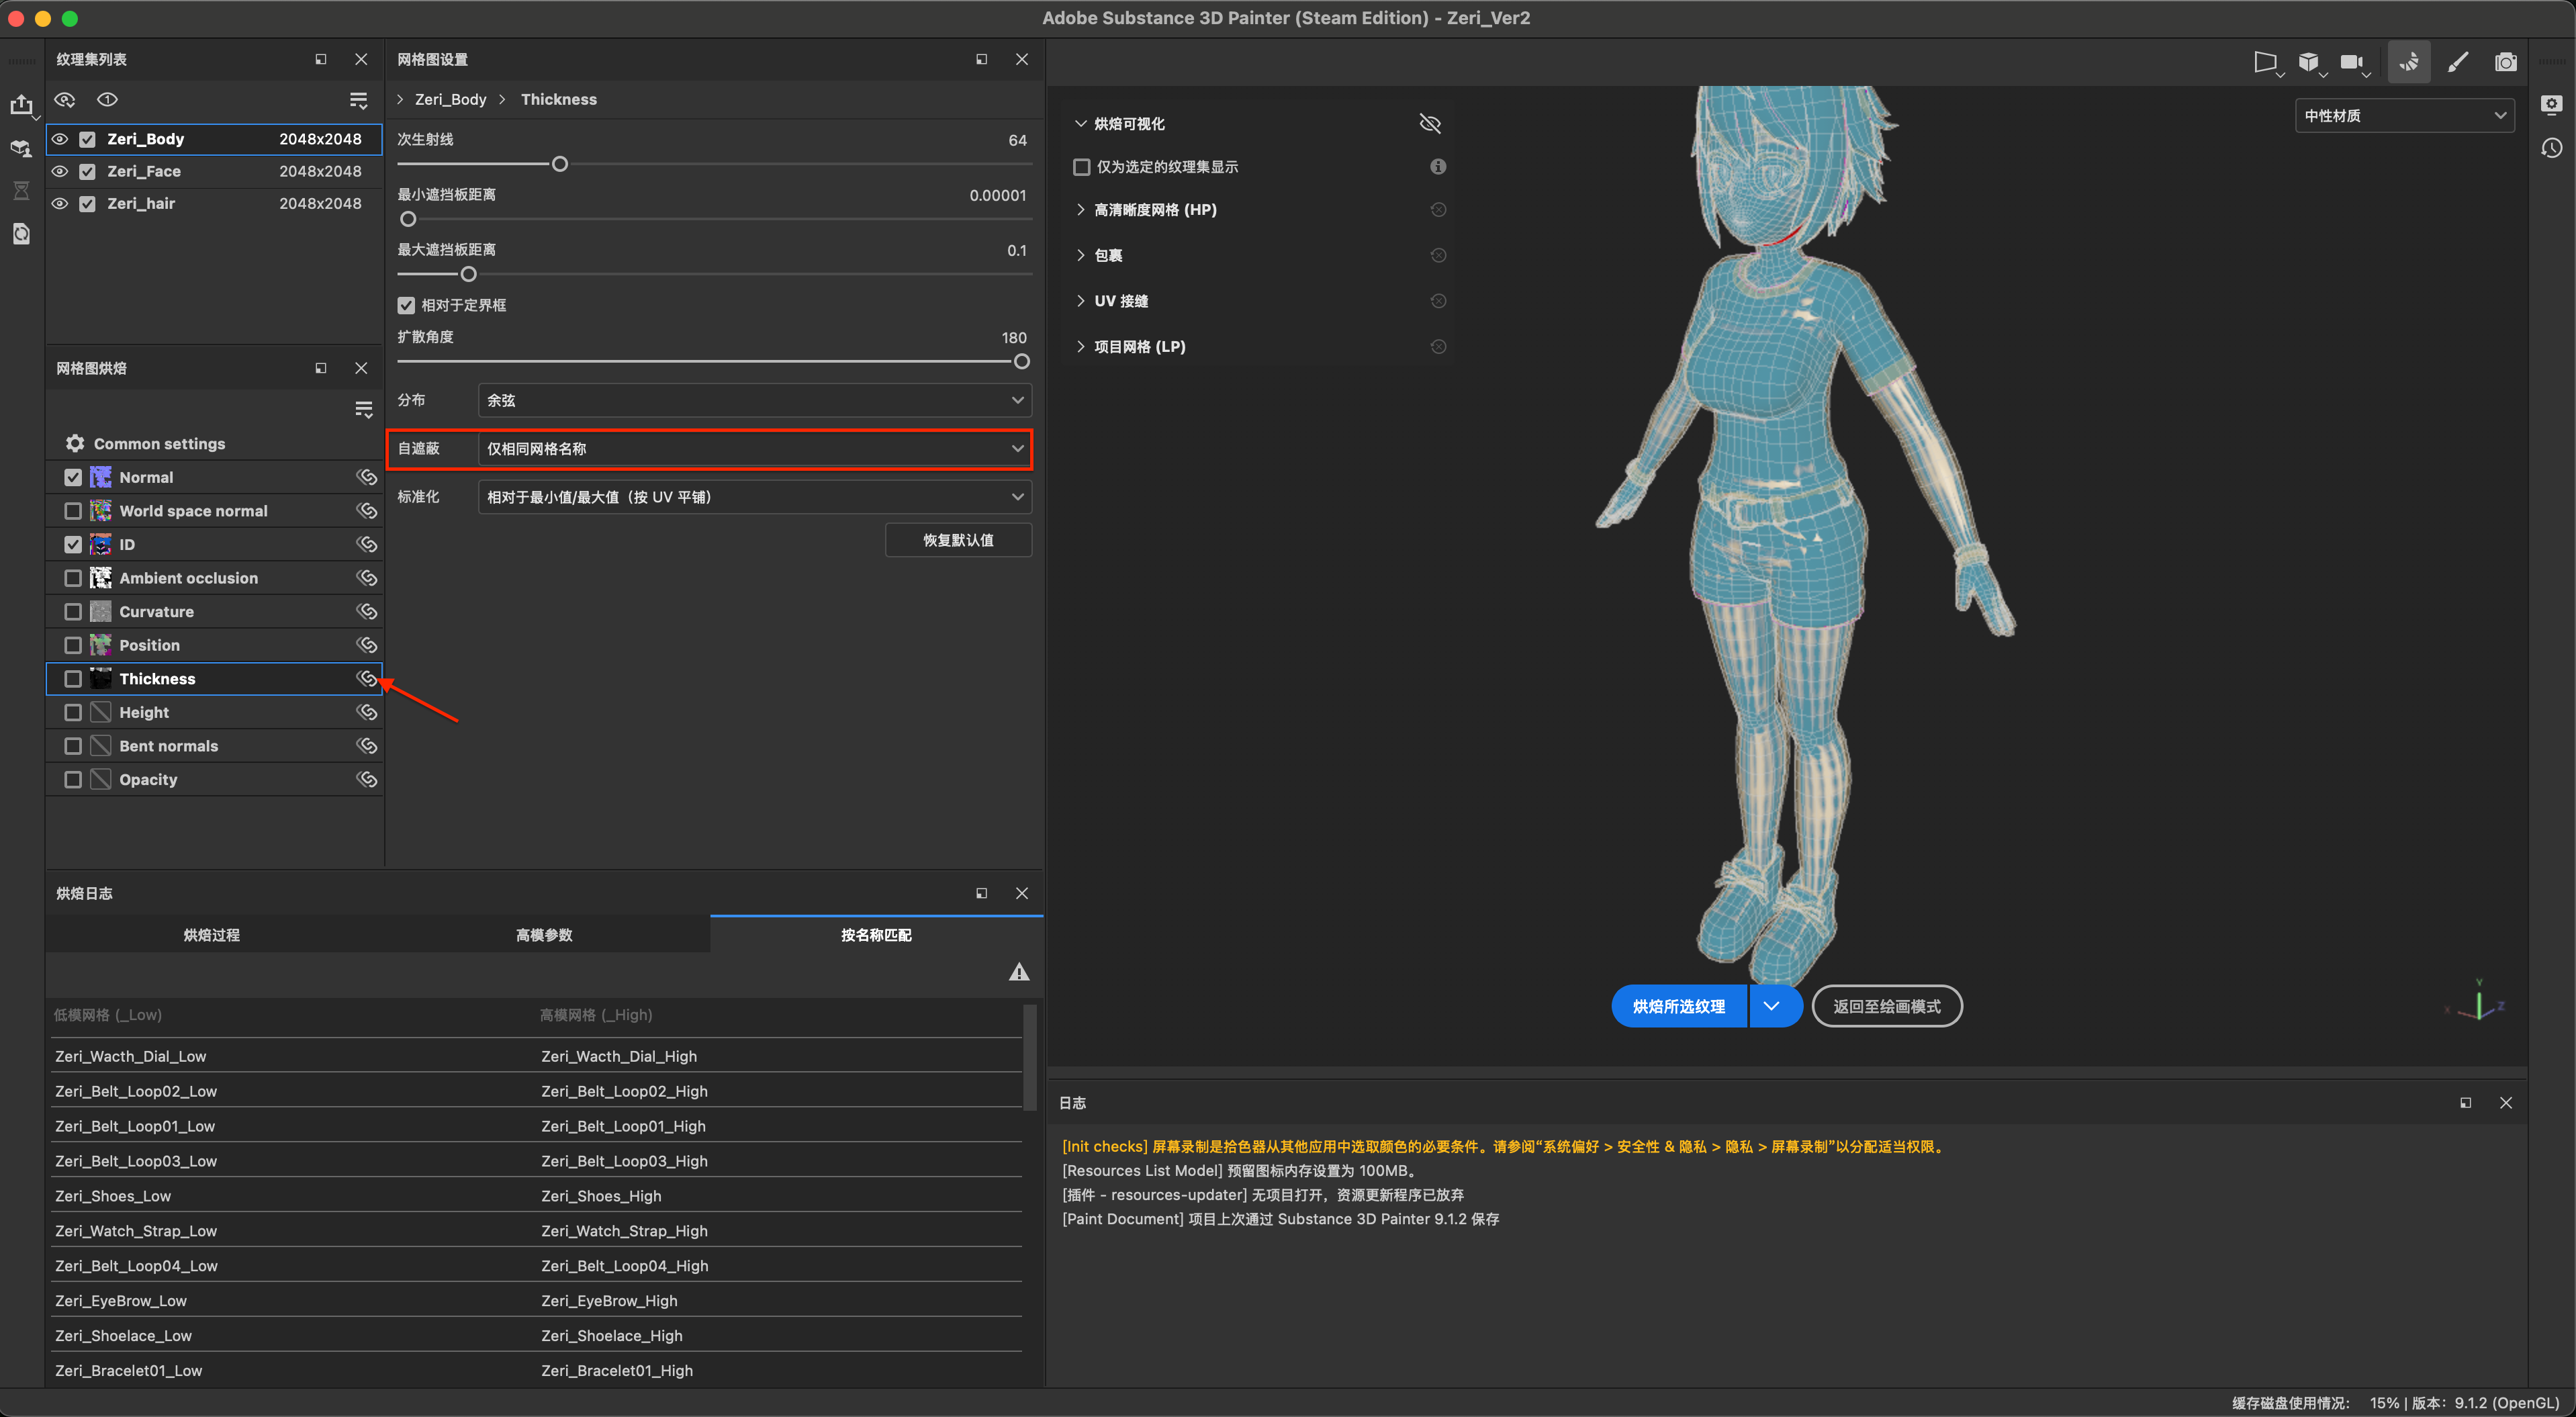 Adobe Substance 3D Painter (Steam Edition) - Zeri_Ver2
纹理集列表
Zeri_Body 2048x2048
Zeri_Face 2048x2048
Zeri_hair 2048x2048
网格图烘焙
Common settings
Normal
World space normal
ID
Ambient occlusion
Curvature
Position
Thickness
Height
Bent normals
Opacity
网格图设置
> Zeri_Body > Thickness
次生射线 64
最小遮挡板距离 0.00001
最大遮挡板距离 0.1
相对于定界框
扩散角度 180
分布 余弦
自遮蔽 仅相同网格名称
标准化 相对于最小值/最大值（按 UV 平铺）
恢复默认值
烘焙日志
烘焙过程 高模参数 按名称匹配
低模网格 (_Low) 高模网格 (_High)
Zeri_Wacth_Dial_Low Zeri_Wacth_Dial_High
Zeri_Belt_Loop02_Low Zeri_Belt_Loop02_High
Zeri_Belt_Loop01_Low Zeri_Belt_Loop01_High
Zeri_Belt_Loop03_Low Zeri_Belt_Loop03_High
Zeri_Shoes_Low Zeri_Shoes_High
Zeri_Watch_Strap_Low Zeri_Watch_Strap_High
Zeri_Belt_Loop04_Low Zeri_Belt_Loop04_High
Zeri_EyeBrow_Low Zeri_EyeBrow_High
Zeri_Shoelace_Low Zeri_Shoelace_High
Zeri_Bracelet01_Low Zeri_Bracelet01_High
烘焙可视化
仅为选定的纹理集显示
高清晰度网格 (HP)
包裹
UV 接缝
项目网格 (LP)
中性材质
烘焙所选纹理 返回至绘画模式
Y
X Z
日志
[Init checks] 屏幕录制是拾色器从其他应用中选取颜色的必要条件。请参阅“系统偏好 > 安全性 & 隐私 > 隐私 > 屏幕录制”以分配适当权限。
[Resources List Model] 预留图标内存设置为 100MB。
[插件 - resources-updater] 无项目打开，资源更新程序已放弃
[Paint Document] 项目上次通过 Substance 3D Painter 9.1.2 保存
缓存磁盘使用情况: 15% | 版本: 9.1.2 (OpenGL)